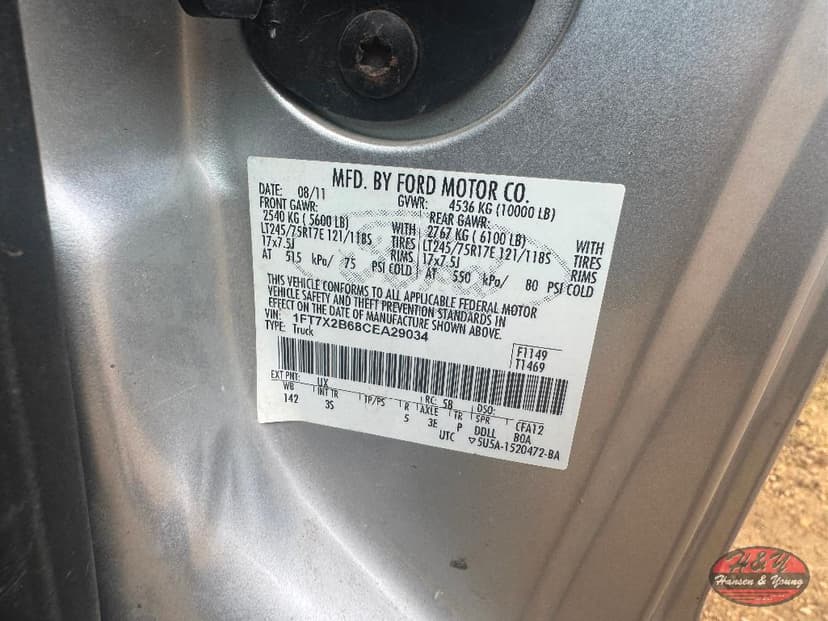 MFD. BY FORD MOTOR CO.
DATE: 08/11 GVWR: 4536 KG (10000 LB)
FRONT GAWR: REAR GAWR:
2540 KG ( 5600 LB) WITH 2767 KG ( 6100 LB) WITH
LT245/75R17E 121/118S TIRES LT245/75R17E 121/118S TIRES
17x7.5J RIMS 17x7.5J RIMS
AT 515 kPa/ 75 PSI COLD AT 550 kPa/ 80 PSI COLD
THIS VEHICLE CONFORMS TO ALL APPLICABLE FEDERAL MOTOR
VEHICLE SAFETY AND THEFT PREVENTION STANDARDS IN
EFFECT ON THE DATE OF MANUFACTURE SHOWN ABOVE.
VIN: 1FT7X2B68CEA29034
TYPE: Truck
F1149
T1469
EXT PNT: UX RC: 58 DSO:
WB INT TR TP/PS R AXLE TR SPR CFA12
142 3S 5 3E P DDLL BOA
UTC ▽5U5A-1520472-BA
H&Y
Hansen & Young